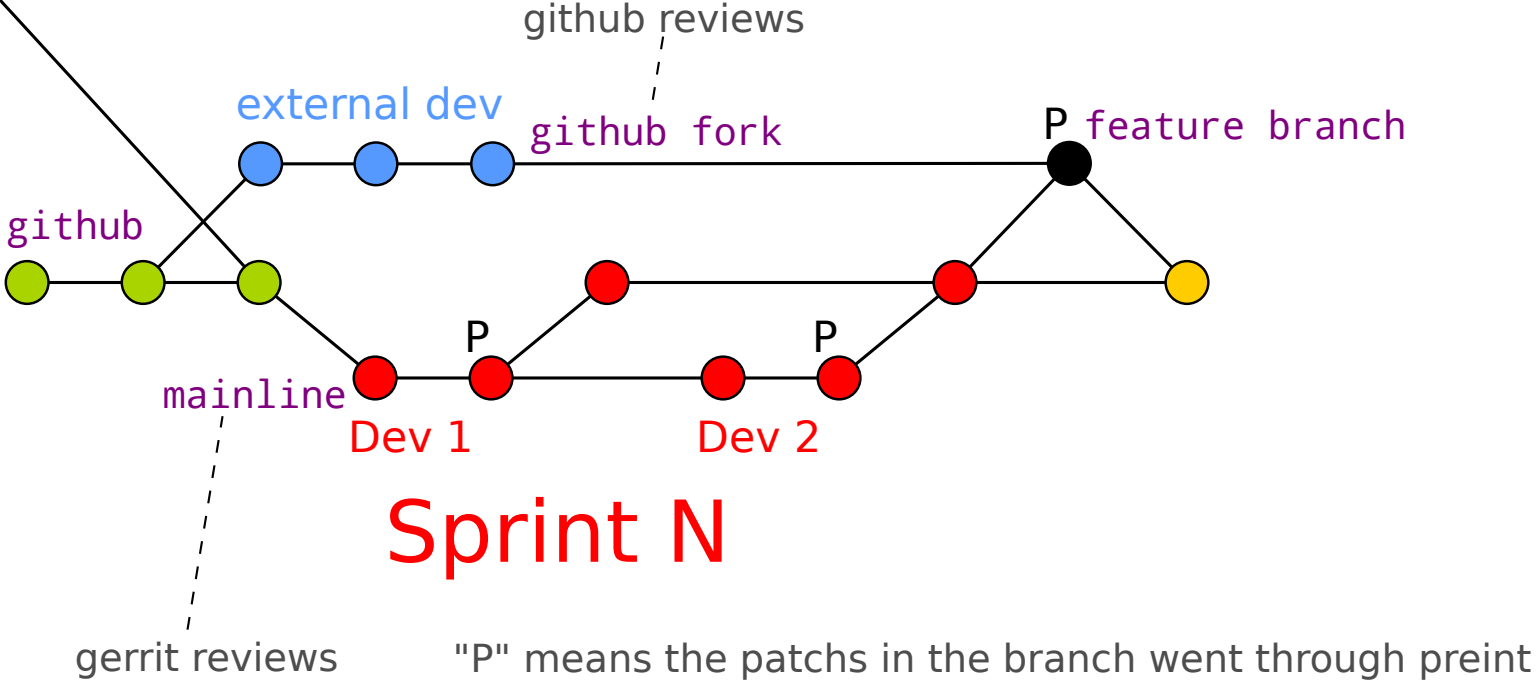 github reviews
external dev
github fork
P feature branch
github
P
P
mainline
Dev 1
Dev 2
Sprint N
gerrit reviews
"P" means the patchs in the branch went through preint